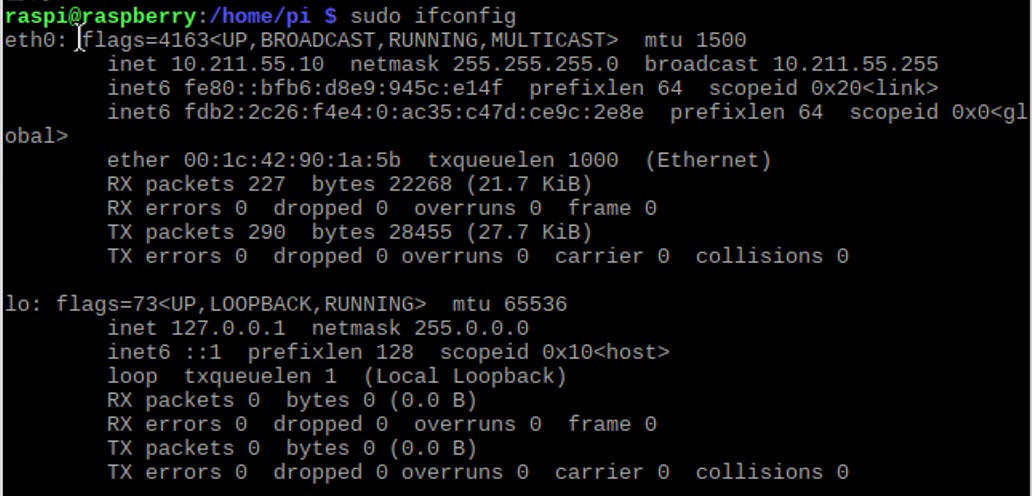 raspi@raspberry:/home/pi $ sudo ifconfig
eth0: flags=4163<UP,BROADCAST,RUNNING,MULTICAST>  mtu 1500
        inet 10.211.55.10  netmask 255.255.255.0  broadcast 10.211.55.255
        inet6 fe80::bfb6:d8e9:945c:e14f  prefixlen 64  scopeid 0x20<link>
        inet6 fdb2:2c26:f4e4:0:ac35:c47d:ce9c:2e8e  prefixlen 64  scopeid 0x0<gl
obal>
        ether 00:1c:42:90:1a:5b  txqueuelen 1000  (Ethernet)
        RX packets 227  bytes 22268 (21.7 KiB)
        RX errors 0  dropped 0  overruns 0  frame 0
        TX packets 290  bytes 28455 (27.7 KiB)
        TX errors 0  dropped 0 overruns 0  carrier 0  collisions 0

lo: flags=73<UP,LOOPBACK,RUNNING>  mtu 65536
        inet 127.0.0.1  netmask 255.0.0.0
        inet6 ::1  prefixlen 128  scopeid 0x10<host>
        loop  txqueuelen 1  (Local Loopback)
        RX packets 0  bytes 0 (0.0 B)
        RX errors 0  dropped 0  overruns 0  frame 0
        TX packets 0  bytes 0 (0.0 B)
        TX errors 0  dropped 0 overruns 0  carrier 0  collisions 0